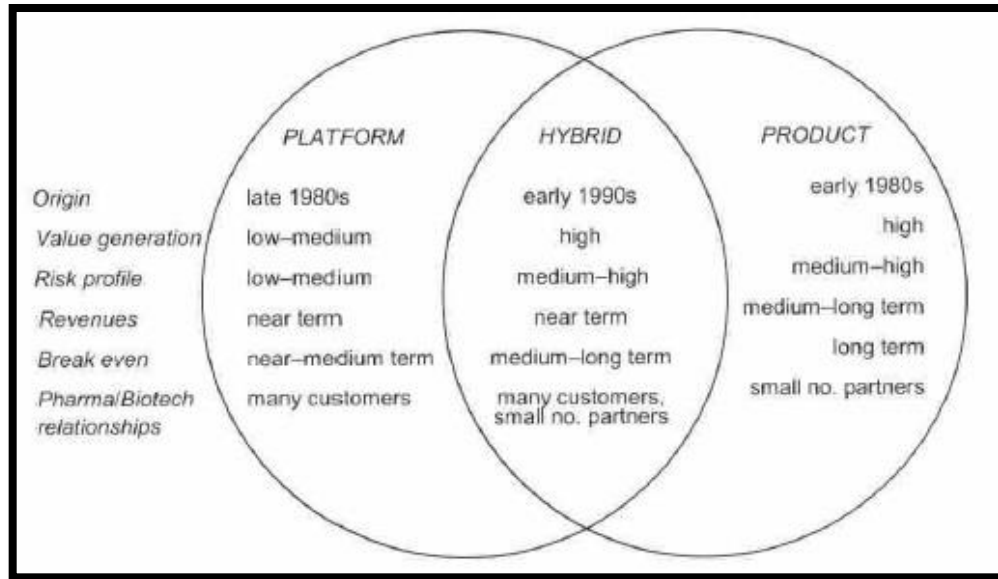 PLATFORM HYBRID PRODUCT
Origin late 1980s early 1990s early 1980s
Value generation low–medium high high
Risk profile low–medium medium–high medium–high
Revenues near term near term medium–long term
Break even near–medium term medium–long term long term
Pharma/Biotech many customers many customers, small no. partners
relationships small no. partners